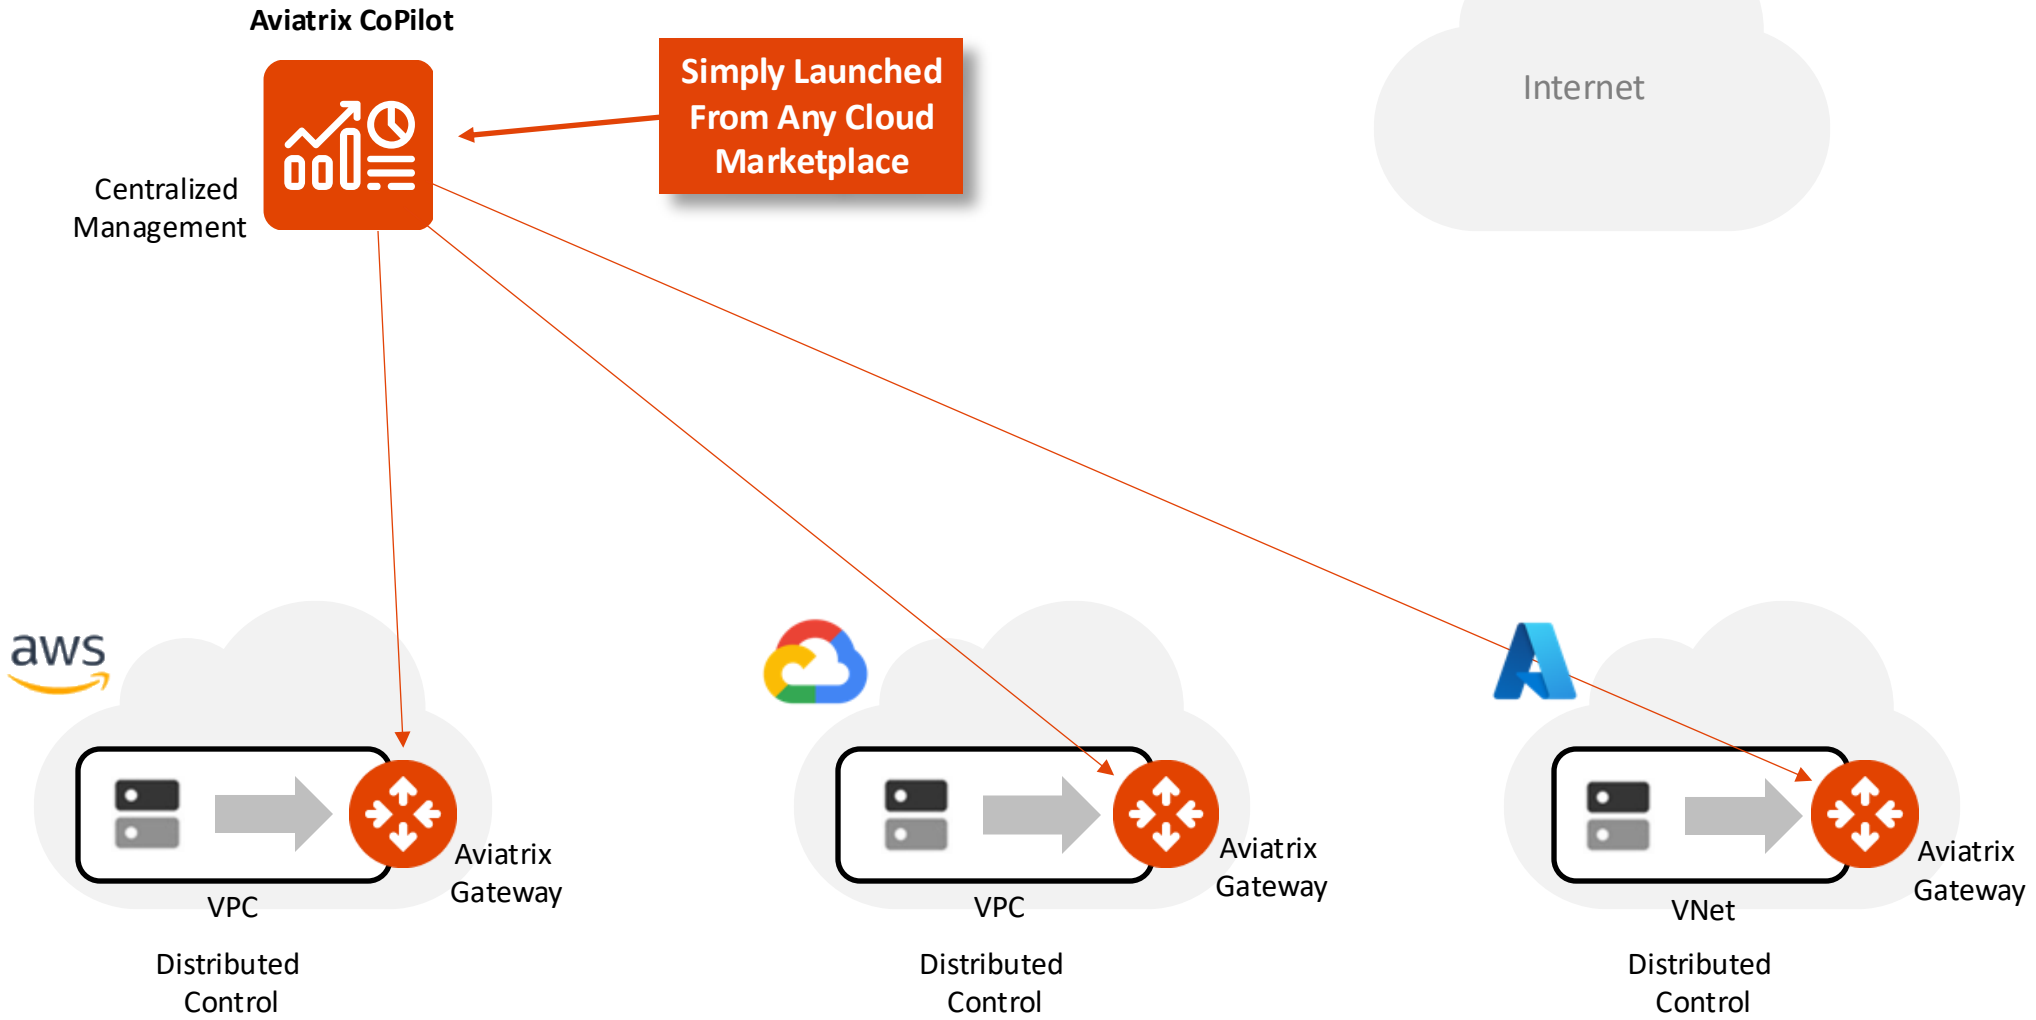 Aviatrix CoPilot
Simply Launched
From Any Cloud
Marketplace
Internet
Centralized
Management
aws
Aviatrix
Gateway
VPC
Distributed
Control
Aviatrix
Gateway
VPC
Distributed
Control
Aviatrix
Gateway
VNet
Distributed
Control